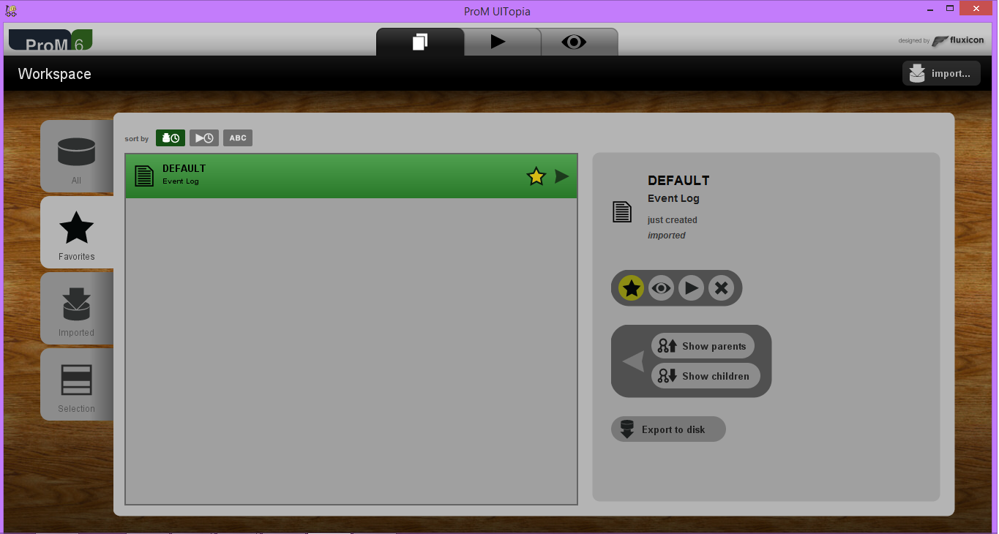 ProM UITopia
ProM 6
designed by fluxicon
Workspace
import...
All
Favorites
Imported
Selection
sort by
ABC
DEFAULT
Event Log
DEFAULT
Event Log
just created
imported
Show parents
Show children
Export to disk